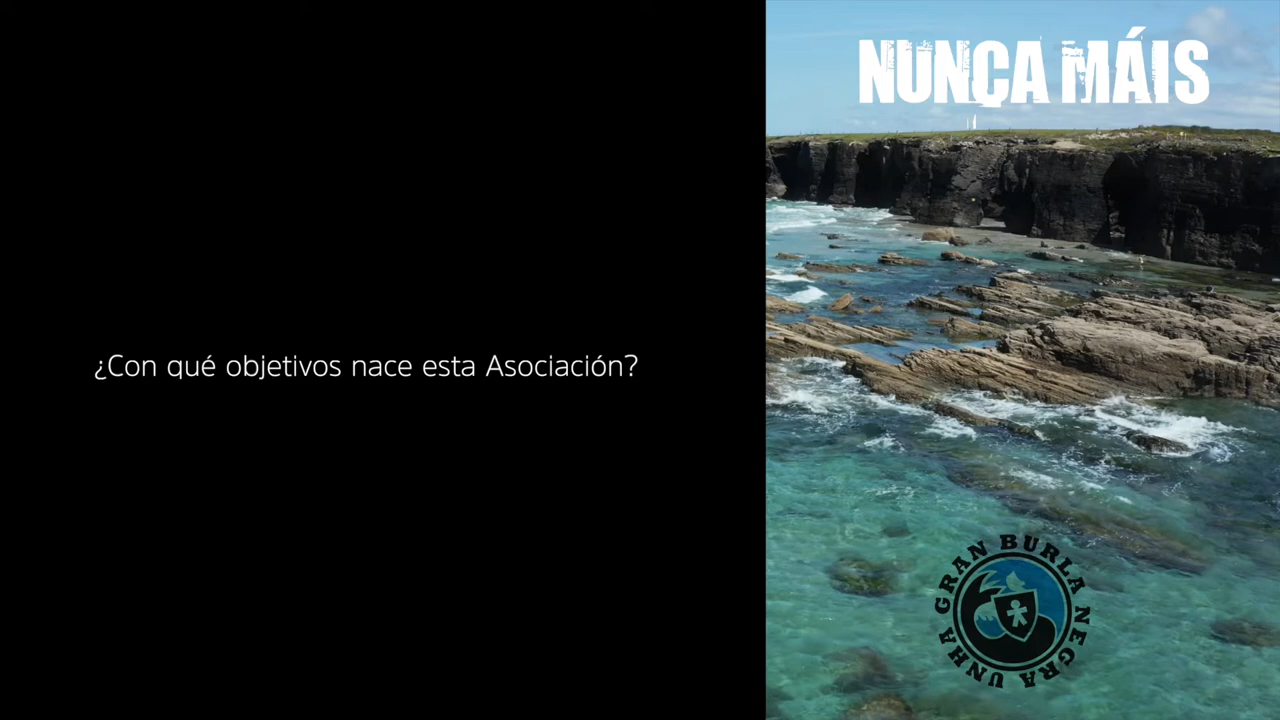 ¿Con qué objetivos nace esta Asociación?
NUNCA MÁIS
UNHA GRAN BURLA NEGRA